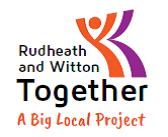 Rudheath
and Witton
Together
A Big Local Project